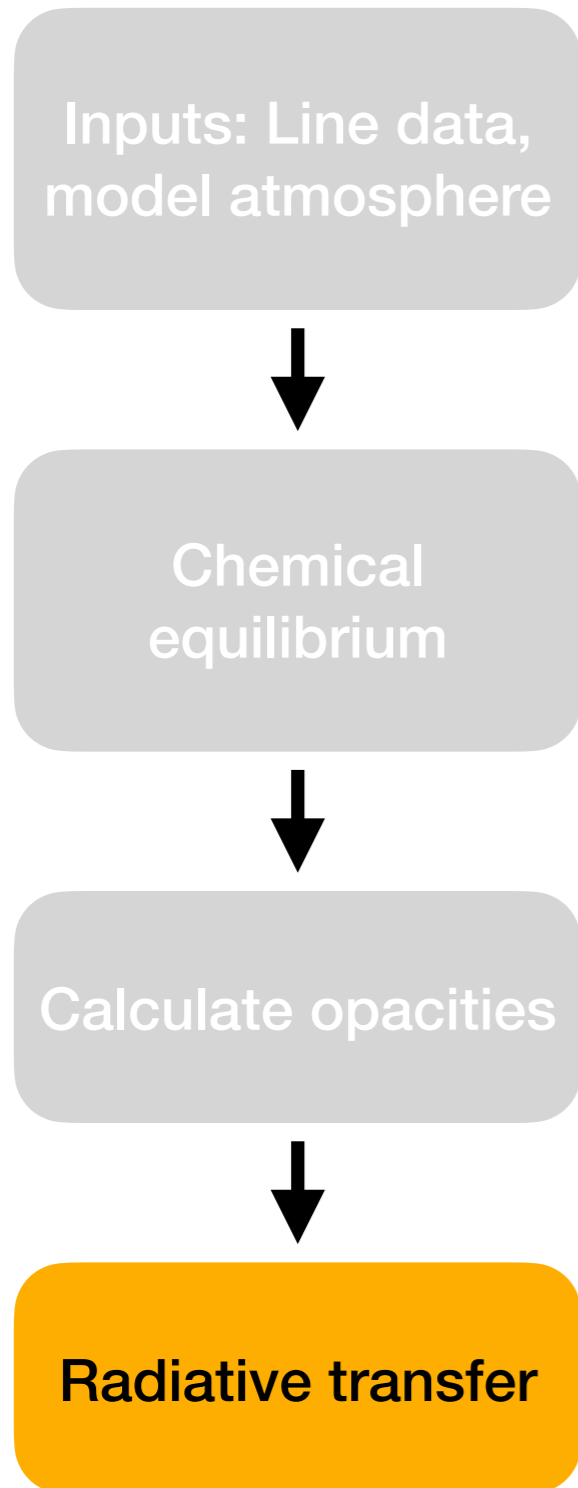 Inputs: Line data,
model atmosphere
Chemical
equilibrium
Calculate opacities
Radiative transfer